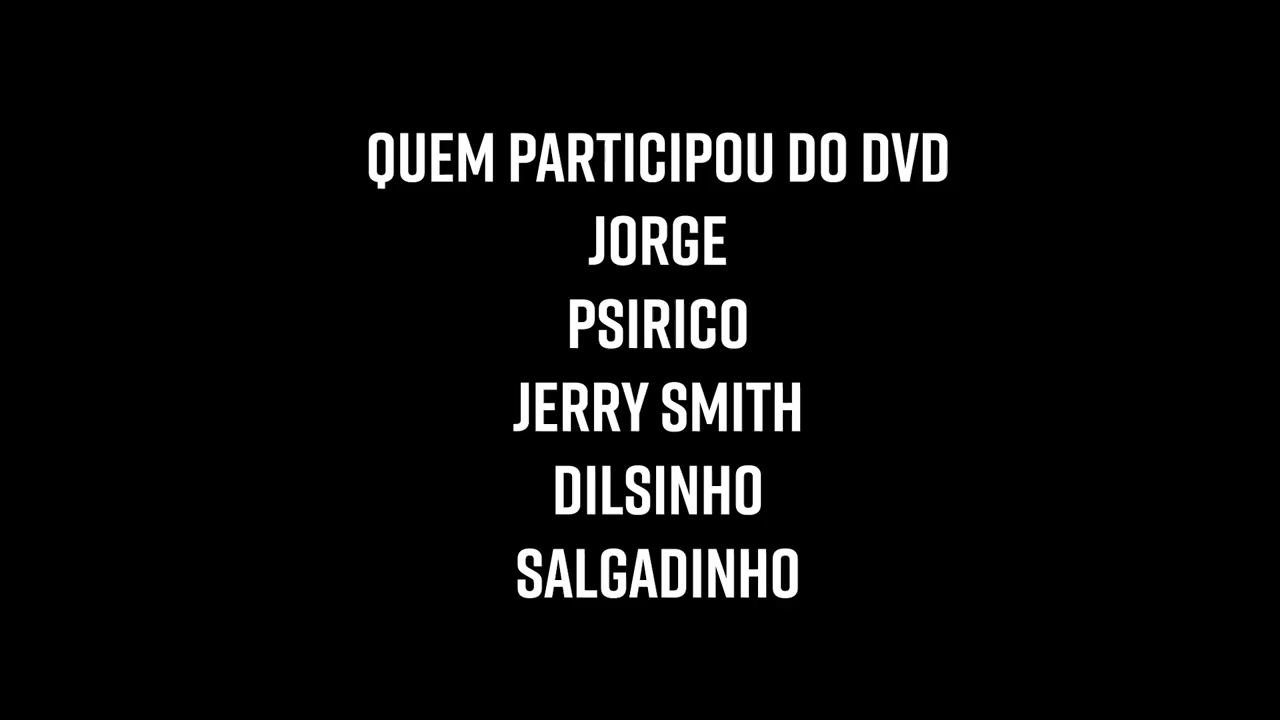 QUEM PARTICIPOU DO DVD
JORGE
PSIRICO
JERRY SMITH
DILSINHO
SALGADINHO